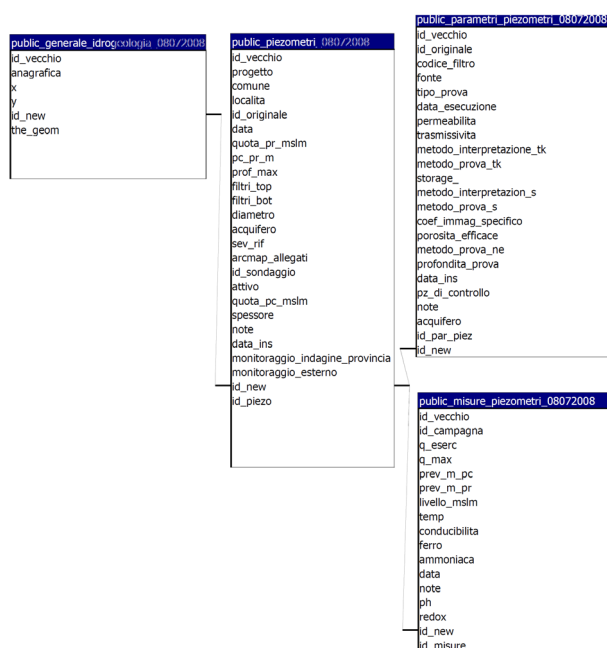 public_generale_idrogeologia_08072008
id_vecchio
anagrafica
x
y
id_new
the_geom
public_piezometri_08072008
id_vecchio
progetto
comune
localita
id_originale
data
quota_pr_mslm
pc_pr_m
prof_max
filtri_top
filtri_bot
diametro
acquifero
sev_rif
arcmap_allegati
id_sondaggio
attivo
quota_pc_mslm
spessore
note
data_ins
monitoraggio_indagine_provincia
monitoraggio_esterno
id_new
id_piezo
public_parametri_piezometri_08072008
id_vecchio
id_originale
codice_filtro
fonte
tipo_prova
data_esecuzione
permeabilita
trasmissivita
metodo_interpretazione_tk
metodo_prova_tk
storage_
metodo_interpretazion_s
metodo_prova_s
coef_immag_specifico
porosita_efficace
metodo_prova_ne
profondita_prova
data_ins
pz_di_controllo
note
acquifero
id_par_piez
id_new
public_misure_piezometri_08072008
id_vecchio
id_campagna
q_eserc
q_max
prev_m_pc
prev_m_pr
livello_mslm
temp
conducibilita
ferro
ammoniaca
data
note
ph
redox
id_new
id_misure